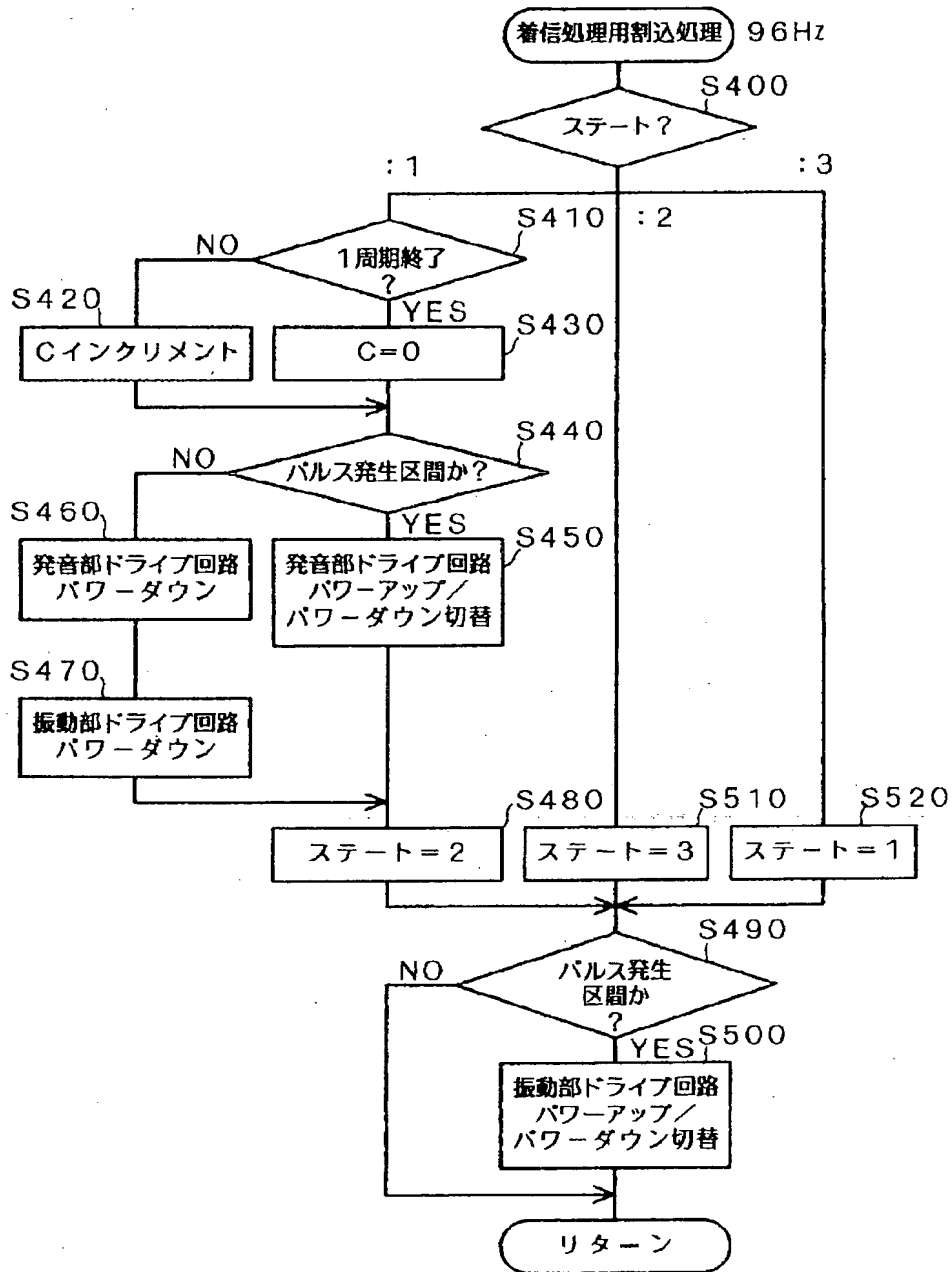 着信処理用割込処理 96Hz
S400
ステート?
:1
:2
:3
S410
1周期終了
?
NO
YES
S420
Cインクリメント
S430
C=0
S440
パルス発生区間か?
NO
YES
S460
発音部ドライブ回路
パワーダウン
S450
発音部ドライブ回路
パワーアップ/
パワーダウン切替
S470
振動部ドライブ回路
パワーダウン
S480
ステート=2
S510
ステート=3
S520
ステート=1
S490
パルス発生
区間か
?
NO
YES
S500
振動部ドライブ回路
パワーアップ/
パワーダウン切替
リターン